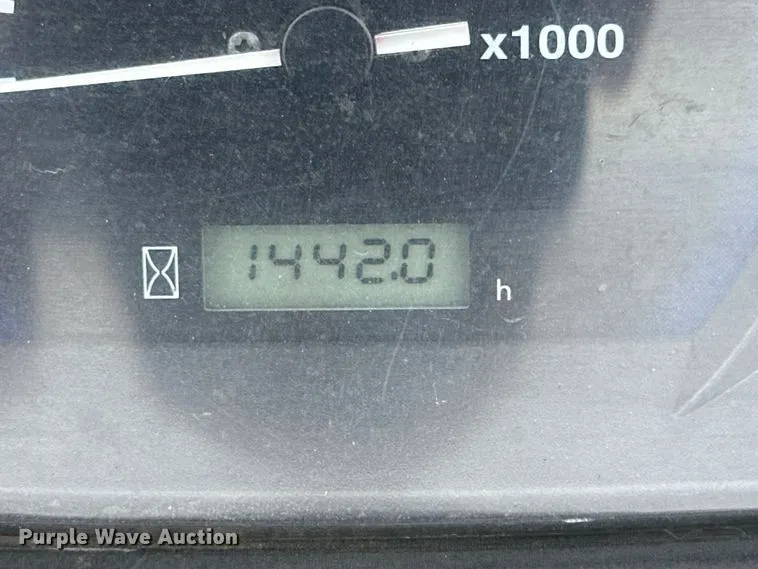 x1000
1442.0 h
Purple Wave Auction